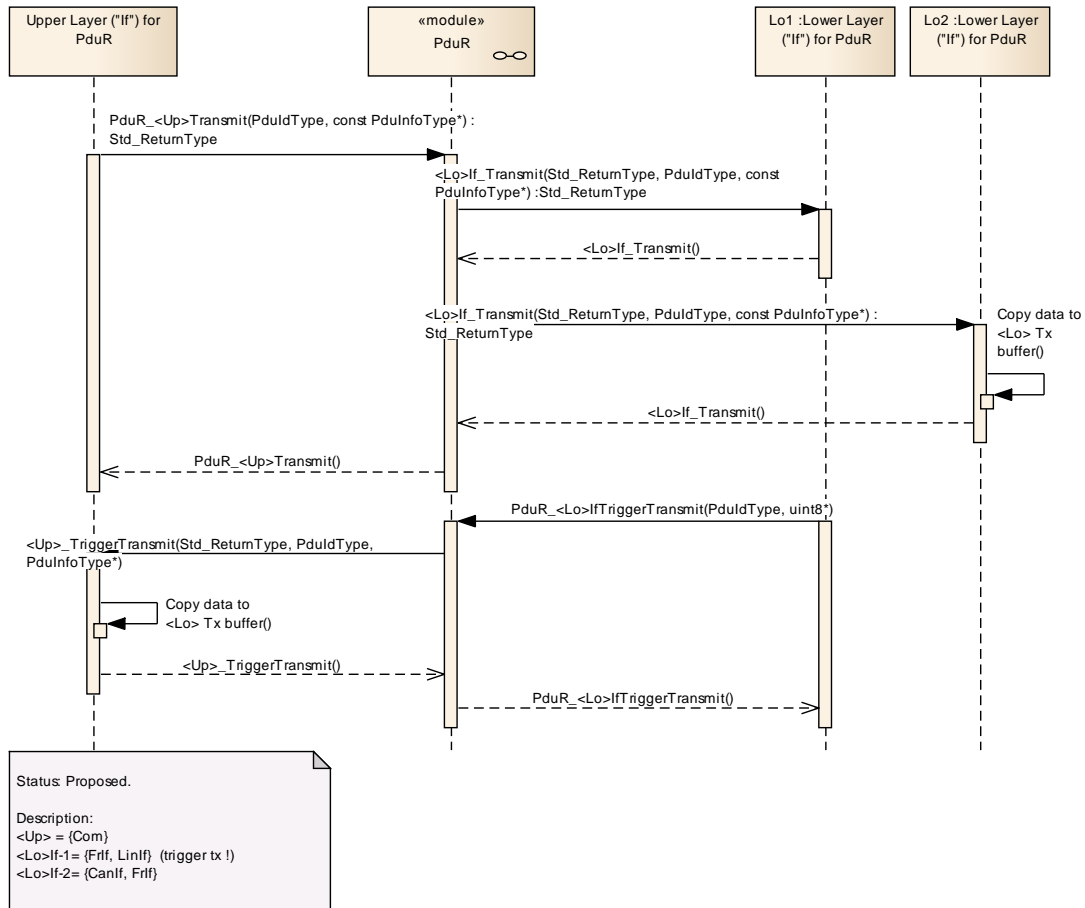 Upper Layer ("If") for
PduR
«module»
PduR
Lo1 :Lower Layer
("If") for PduR
Lo2 :Lower Layer
("If") for PduR
PduR_<Up>Transmit(PduIdType, const PduInfoType*) :
Std_ReturnType
<Lo>If_Transmit(Std_ReturnType, PduIdType, const
PduInfoType*) :Std_ReturnType
<Lo>If_Transmit()
<Lo>If_Transmit(Std_ReturnType, PduIdType, const PduInfoType*) :
Std_ReturnType
Copy data to
<Lo> Tx
buffer()
<Lo>If_Transmit()
PduR_<Up>Transmit()
PduR_<Lo>IfTriggerTransmit(PduIdType, uint8*)
<Up>_TriggerTransmit(Std_ReturnType, PduIdType,
PduInfoType*)
Copy data to
<Lo> Tx buffer()
<Up>_TriggerTransmit()
PduR_<Lo>IfTriggerTransmit()
Status: Proposed.
Description:
<Up> = {Com}
<Lo>If-1= {FrIf, LinIf}  (trigger tx !)
<Lo>If-2= {CanIf, FrIf}